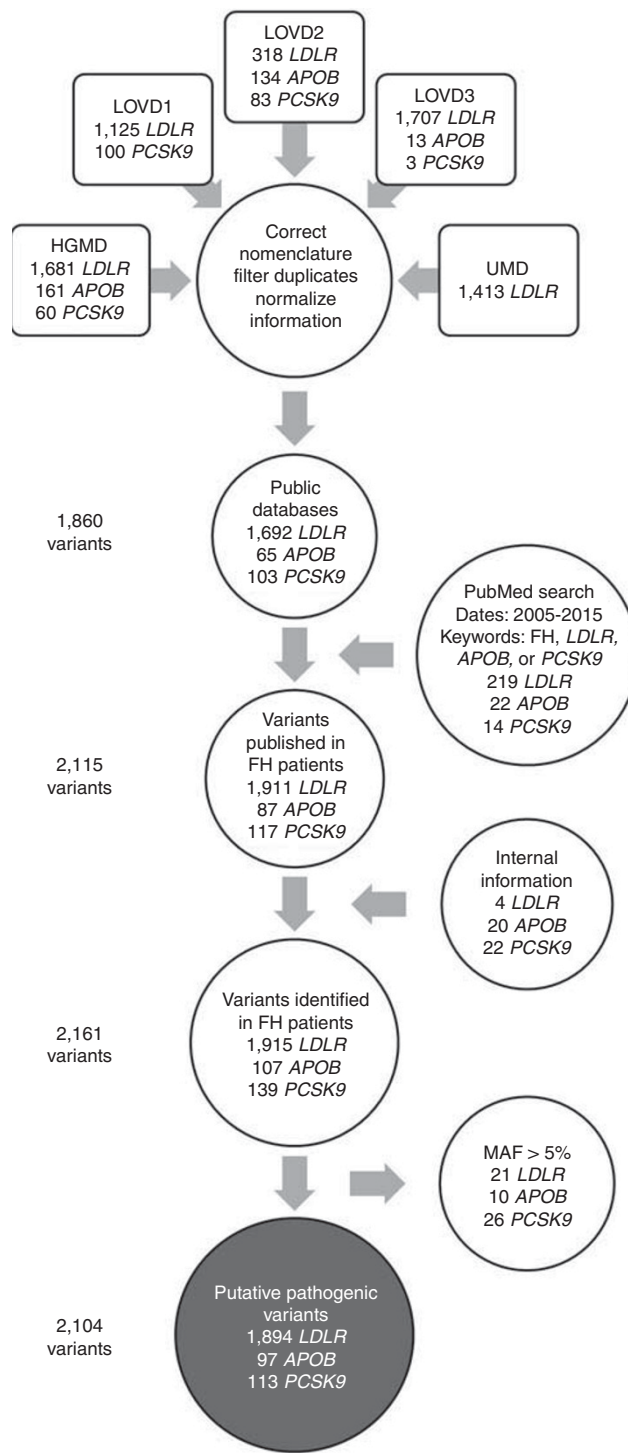 LOVD2
318 LDLR
134 APOB
83 PCSK9
LOVD1
1,125 LDLR
100 PCSK9
LOVD3
1,707 LDLR
13 APOB
3 PCSK9
HGMD
1,681 LDLR
161 APOB
60 PCSK9
Correct
nomenclature
filter duplicates
normalize
information
UMD
1,413 LDLR
1,860
variants
Public
databases
1,692 LDLR
65 APOB
103 PCSK9
PubMed search
Dates: 2005-2015
Keywords: FH, LDLR,
APOB, or PCSK9
219 LDLR
22 APOB
14 PCSK9
2,115
variants
Variants
published in
FH patients
1,911 LDLR
87 APOB
117 PCSK9
Internal
information
4 LDLR
20 APOB
22 PCSK9
2,161
variants
Variants identified
in FH patients
1,915 LDLR
107 APOB
139 PCSK9
MAF > 5%
21 LDLR
10 APOB
26 PCSK9
2,104
variants
Putative pathogenic
variants
1,894 LDLR
97 APOB
113 PCSK9